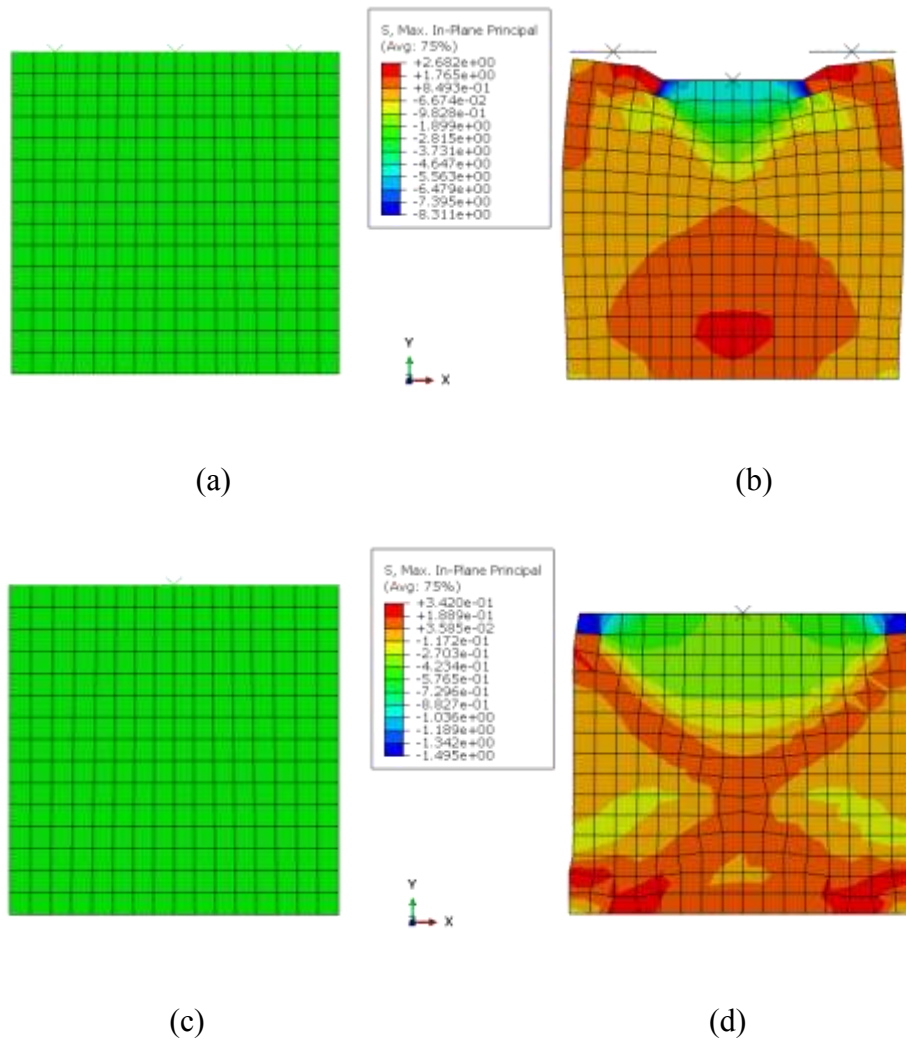 S, Max. In-Plane Principal
(Avg: 75%)
+2.682e+00
+1.765e+00
+8.493e-01
-6.674e-02
-9.828e-01
-1.899e+00
-2.815e+00
-3.731e+00
-4.647e+00
-5.563e+00
-6.479e+00
-7.395e+00
-8.311e+00
Y
Z
X
(a)
(b)
S, Max. In-Plane Principal
(Avg: 75%)
+3.420e-01
+1.889e-01
+3.585e-02
-1.172e-01
-2.703e-01
-4.234e-01
-5.765e-01
-7.296e-01
-8.827e-01
-1.036e+00
-1.189e+00
-1.342e+00
-1.495e+00
Y
Z
X
(c)
(d)